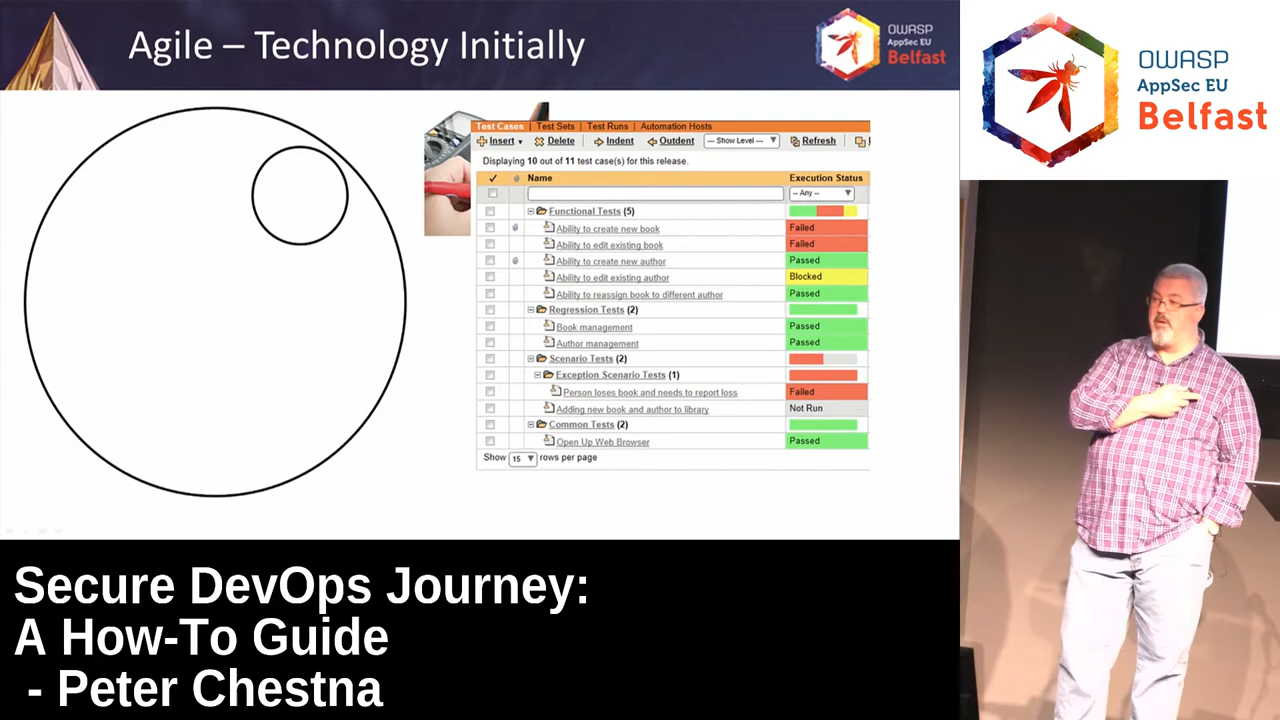 Agile – Technology Initially
OWASP
AppSec EU
Belfast
OWASP
AppSec EU
Belfast
Test Cases | Test Sets | Test Runs | Automation Hosts
Insert Delete Indent Outdent --- Show Level --- Refresh
Displaying 10 out of 11 test case(s) for this release.
Name Execution Status
-- Any --
Functional Tests (5)
Ability to create new book Failed
Ability to edit existing book Failed
Ability to create new author Passed
Ability to edit existing author Blocked
Ability to reassign book to different author Passed
Regression Tests (2)
Book management Passed
Author management Passed
Scenario Tests (2)
Exception Scenario Tests (1)
Person loses book and needs to report loss Failed
Adding new book and author to library Not Run
Common Tests (2)
Open Up Web Browser Passed
Show 15 rows per page
Secure DevOps Journey:
A How-To Guide
- Peter Chestna